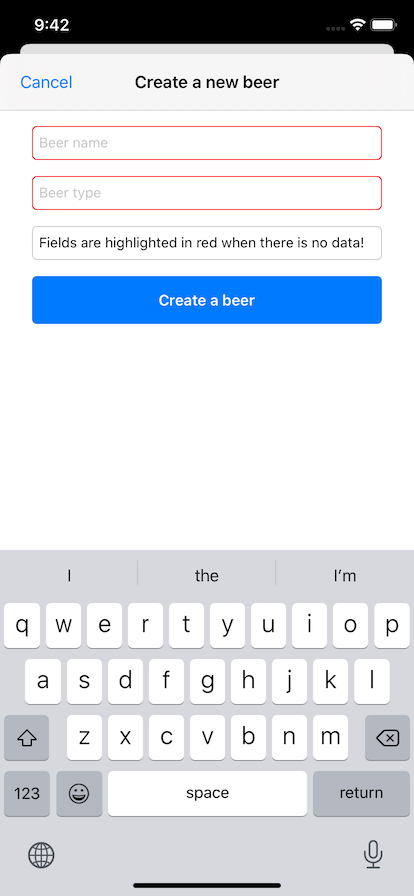 9:42
Cancel Create a new beer
Beer name
Beer type
Fields are highlighted in red when there is no data!
Create a beer
I the I’m
q w e r t y u i o p
a s d f g h j k l
z x c v b n m
123 space return